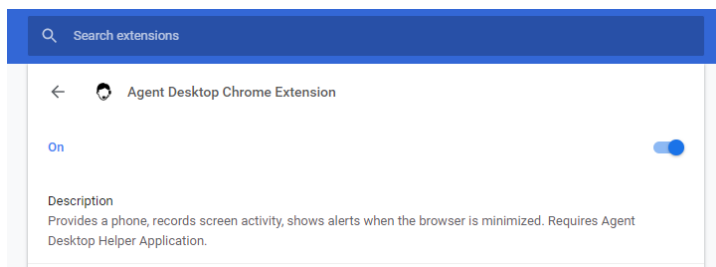 Search extensions
Agent Desktop Chrome Extension
On
Description
Provides a phone, records screen activity, shows alerts when the browser is minimized. Requires Agent
Desktop Helper Application.